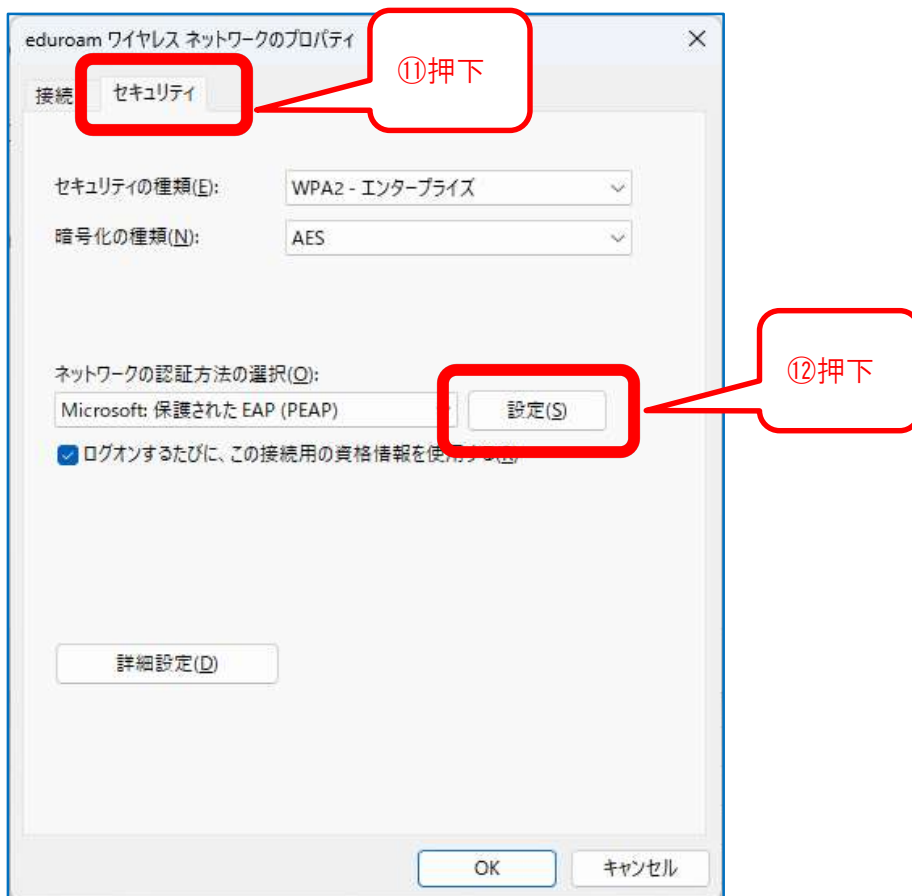 eduroam ワイヤレス ネットワークのプロパティ
⑪押下
接続 セキュリティ
セキュリティの種類(E): WPA2 - エンタープライズ
暗号化の種類(N): AES
ネットワークの認証方法の選択(O):
⑫押下
Microsoft: 保護された EAP (PEAP) 設定(S)
ログオンするたびに、この接続用の資格情報を使用する(R)
詳細設定(D)
OK キャンセル